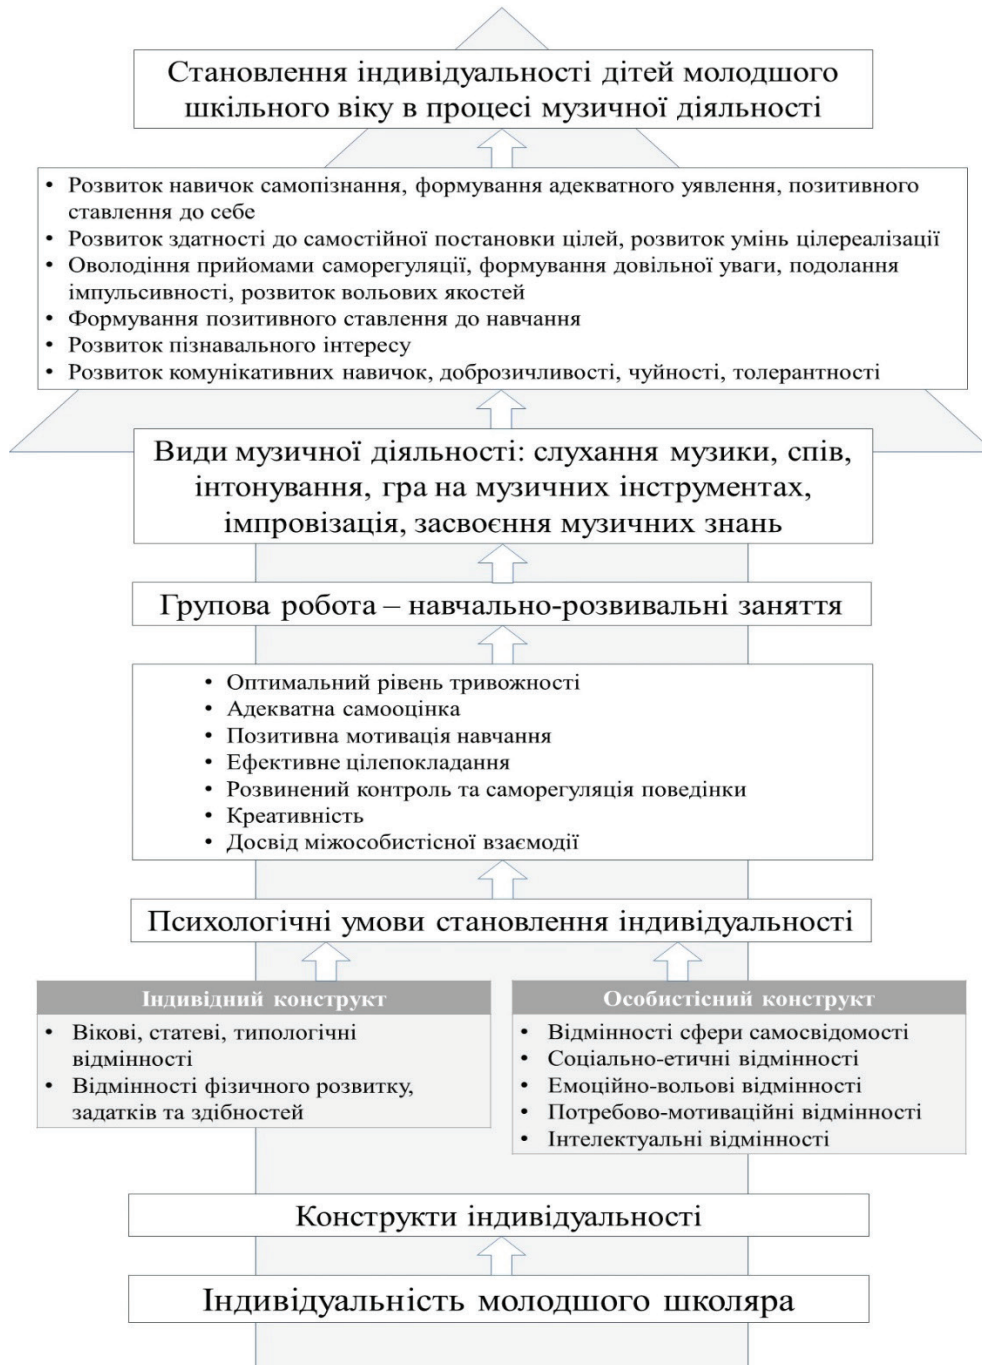 Становлення індивідуальності дітей молодшого
шкільного віку в процесі музичної діяльності
• Розвиток навичок самопізнання, формування адекватного уявлення, позитивного
ставлення до себе
• Розвиток здатності до самостійної постановки цілей, розвиток умінь цілереалізації
• Оволодіння прийомами саморегуляції, формування довільної уваги, подолання
імпульсивності, розвиток вольових якостей
• Формування позитивного ставлення до навчання
• Розвиток пізнавального інтересу
• Розвиток комунікативних навичок, доброзичливості, чуйності, толерантності
Види музичної діяльності: слухання музики, спів,
інтонування, гра на музичних інструментах,
імпровізація, засвоєння музичних знань
Групова робота – навчально-розвивальні заняття
• Оптимальний рівень тривожності
• Адекватна самооцінка
• Позитивна мотивація навчання
• Ефективне цілепокладання
• Розвинений контроль та саморегуляція поведінки
• Креативність
• Досвід міжособистісної взаємодії
Психологічні умови становлення індивідуальності
Індивідний конструкт
• Вікові, статеві, типологічні
відмінності
• Відмінності фізичного розвитку,
задатків та здібностей
Особистісний конструкт
• Відмінності сфери самосвідомості
• Соціально-етичні відмінності
• Емоційно-вольові відмінності
• Потребово-мотиваційні відмінності
• Інтелектуальні відмінності
Конструкти індивідуальності
Індивідуальність молодшого школяра